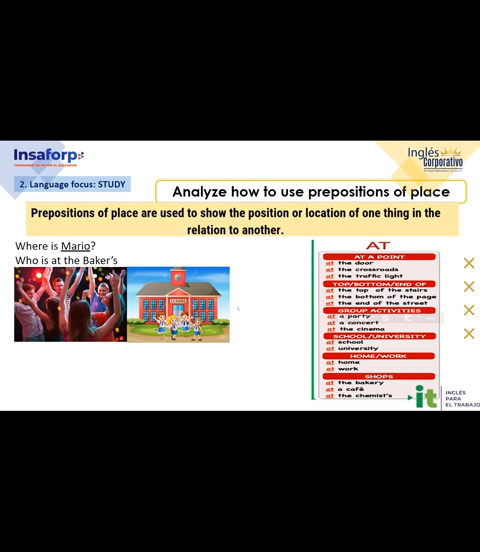 Insaforp
Inglés
Corporativo
2. Language focus: STUDY
Analyze how to use prepositions of place
Prepositions of place are used to show the position or location of one thing in the
relation to another.
Where is Mario?
Who is at the Baker's
SCHOOL
AT
AT A POINT
at the door
at the crossroads
at the traffic light
TOP/BOTTOM/END OF
at the top of the stairs
at the bottom of the page
at the end of the street
GROUP ACTIVITIES
at a party
at a concert
at the cinema
SCHOOL/UNIVERSITY
at school
at university
HOME/WORK
at home
at work
SHOPS
at the bakery
at a café
at the chemist's
it
INGLÉS
PARA
EL TRABAJO